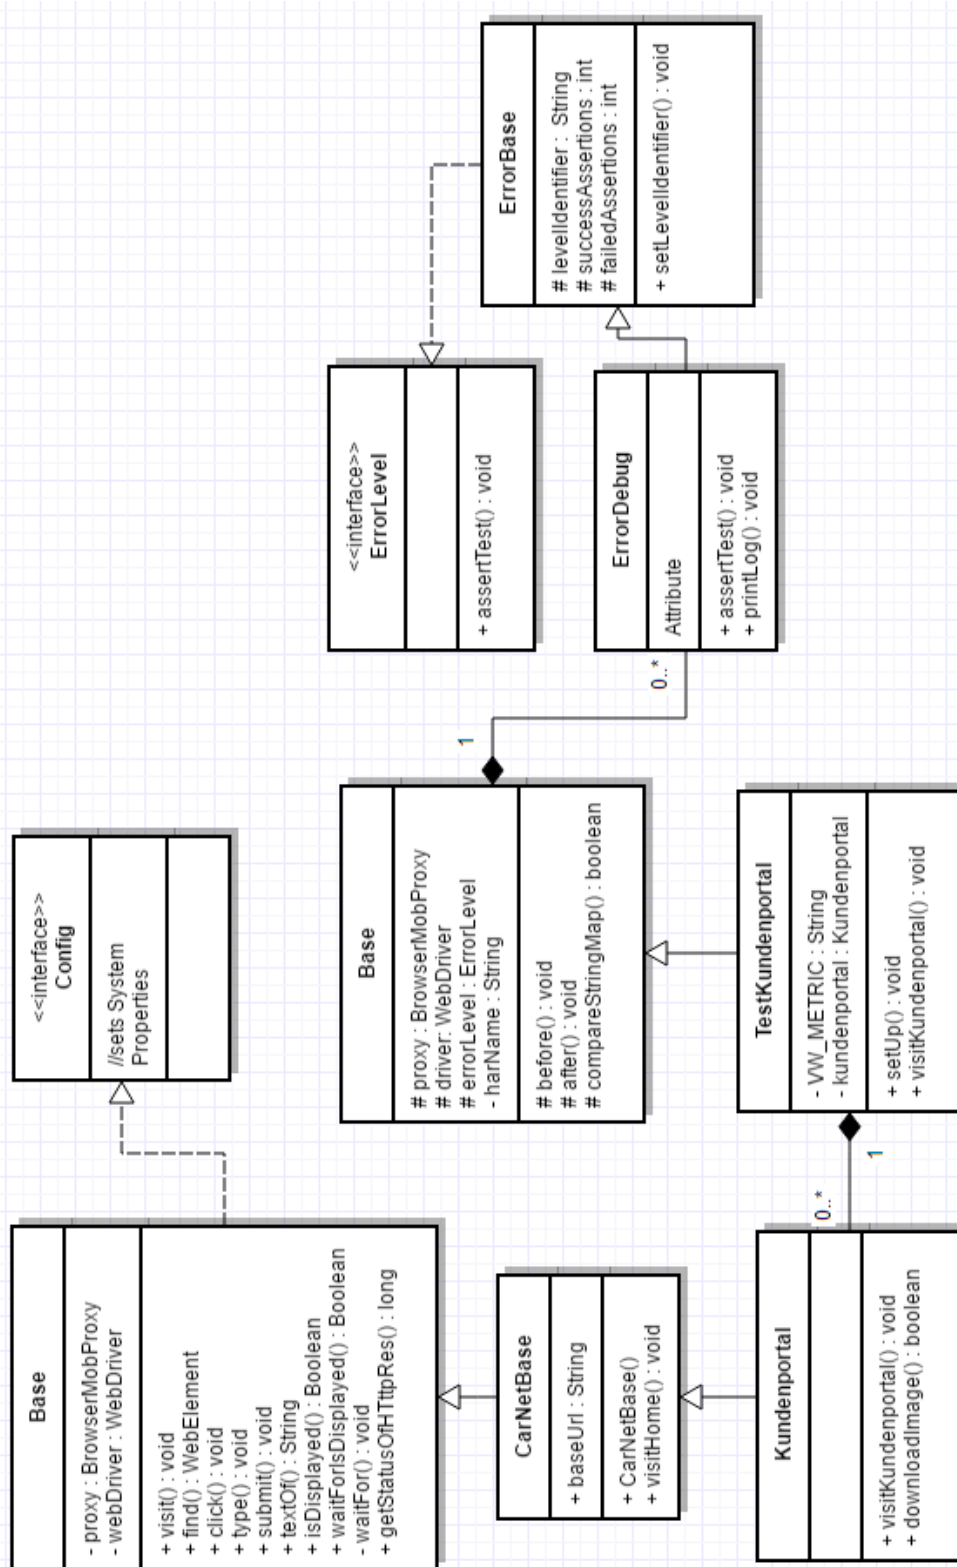 Base
- proxy : BrowserMobProxy
- webDriver : WebDriver
+ visit() : void
+ find() : WebElement
+ click() : void
+ type() : void
+ submit() : void
+ textOf() : String
+ isDisplayed() : Boolean
+ waitForIsDisplayed() : Boolean
- waitFor() : void
+ getStatusOfHTttpRes() : long
<<interface>>
Config
//sets System
Properties
CarNetBase
+ baseUrl : String
+ CarNetBase()
+ visitHome() : void
Kundenportal
+ visitKundenportal() : void
+ downloadImage() : boolean
0..*
1
Base
# proxy : BrowserMobProxy
# driver: WebDriver
# errorLevel : ErrorLevel
- harName : String
# before() : void
# after() : void
# compareStringMap() : boolean
1
0..*
TestKundenportal
- VW_METRIC : String
- kundenportal : Kundenportal
+ setUp() : void
+ visitKundenportal() : void
<<interface>>
ErrorLevel
+ assertTest() : void
ErrorDebug
Attribute
+ assertTest() : void
+ printLog() : void
ErrorBase
# levelIdentifier : String
# successAssertions : int
# failedAssertions : int
+ setLevelIdentifier() : void